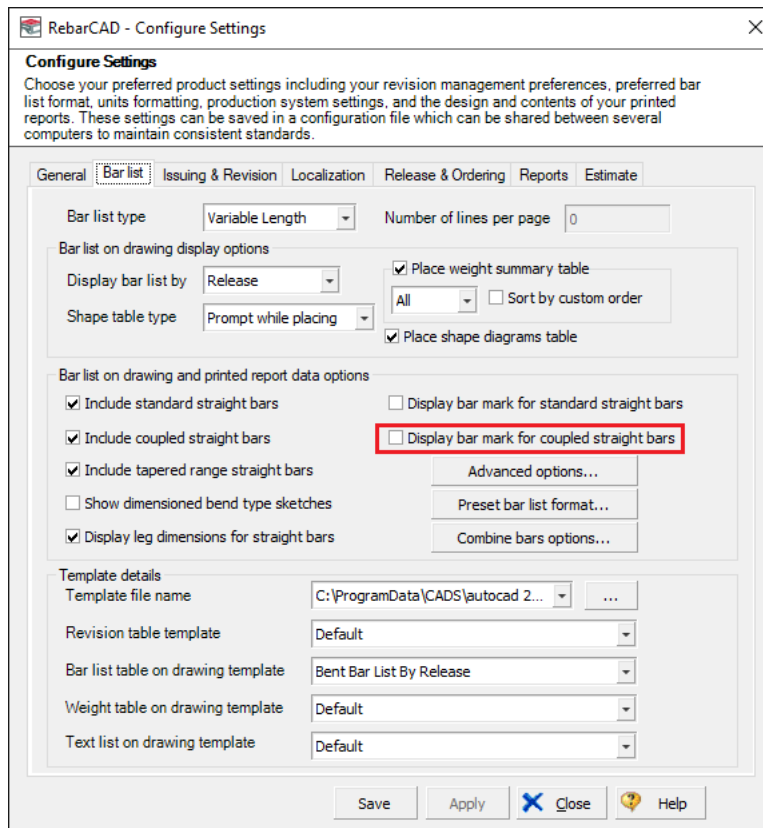 RebarCAD - Configure Settings
Configure Settings
Choose your preferred product settings including your revision management preferences, preferred bar
list format, units formatting, production system settings, and the design and contents of your printed
reports. These settings can be saved in a configuration file which can be shared between several
computers to maintain consistent standards.
General Bar list Issuing & Revision Localization Release & Ordering Reports Estimate
Bar list type Variable Length Number of lines per page 0
Bar list on drawing display options
Display bar list by Release Place weight summary table
All Sort by custom order
Shape table type Prompt while placing
Place shape diagrams table
Bar list on drawing and printed report data options
Include standard straight bars Display bar mark for standard straight bars
Include coupled straight bars Display bar mark for coupled straight bars
Include tapered range straight bars Advanced options...
Show dimensioned bend type sketches Preset bar list format...
Display leg dimensions for straight bars Combine bars options...
Template details
Template file name C:\ProgramData\CADS\autocad 2... ...
Revision table template Default
Bar list table on drawing template Bent Bar List By Release
Weight table on drawing template Default
Text list on drawing template Default
Save Apply Close Help